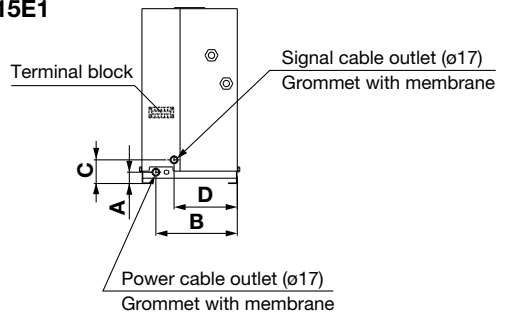 15E1
Signal cable outlet (ø17)
Grommet with membrane
Terminal block
C
A
D
B
Power cable outlet (ø17)
Grommet with membrane